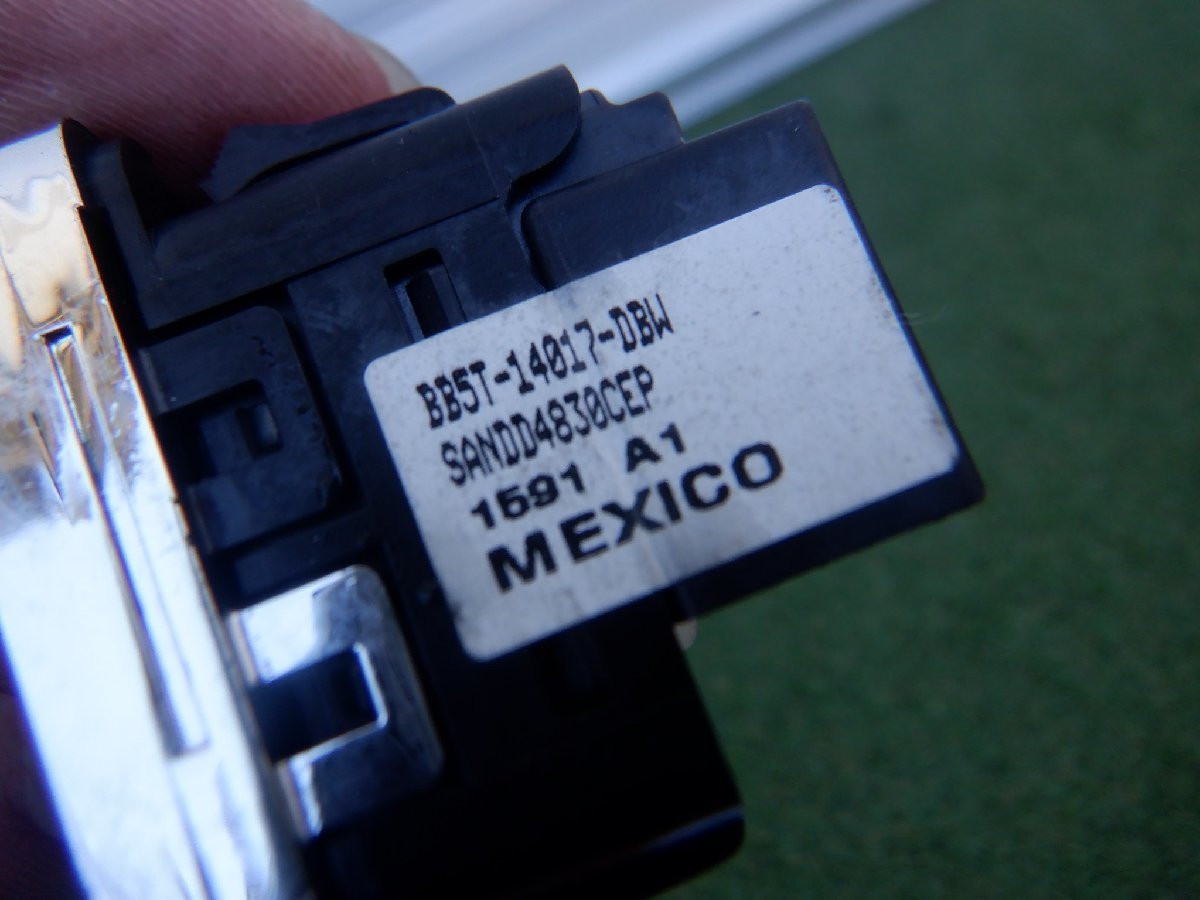 BB5T-14017-DBW
SANDD4830CEP
1591 A1
MEXICO